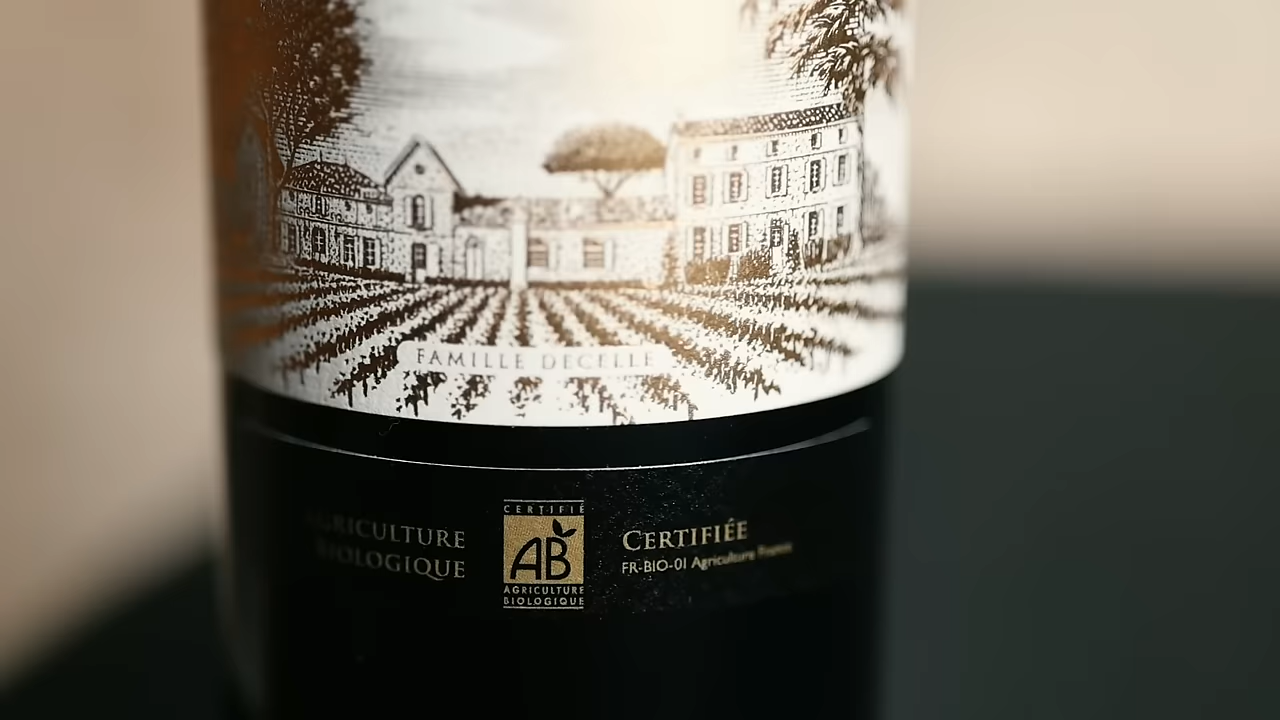 FAMILLE DECELLE
AGRICULTURE
BIOLOGIQUE
CERTIFIÉ
AB
AGRICULTURE
BIOLOGIQUE
CERTIFIÉE
FR-BIO-01 Agriculture France